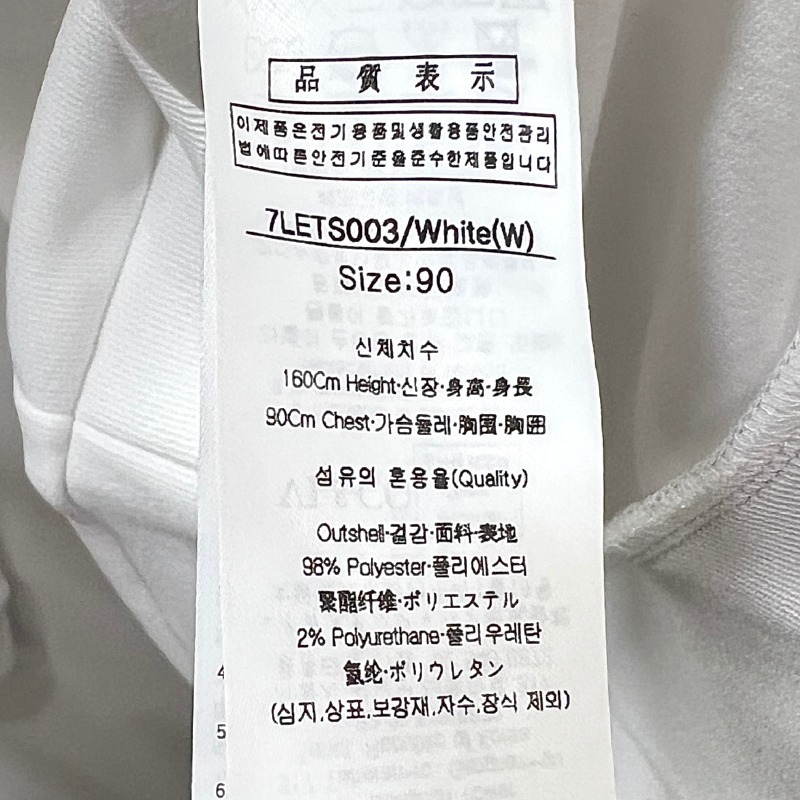 品質表示
이제품은전기용품및생활용품안전관리
법에따른안전기준을준수한제품입니다
7LETS003/White(W)
Size:90
신체치수
160Cm Height·신장·身高·身長
90Cm Chest·가슴둘레·胸围·胸囲
섬유의 혼용율(Quality)
Outshell·겉감·面料·表地
98% Polyester·폴리에스터
聚酯纤维·ポリエステル
2% Polyurethane·폴리우레탄
氨纶·ポリウレタン
(심지,상표,보강재,자수,장식 제외)
4
5
6